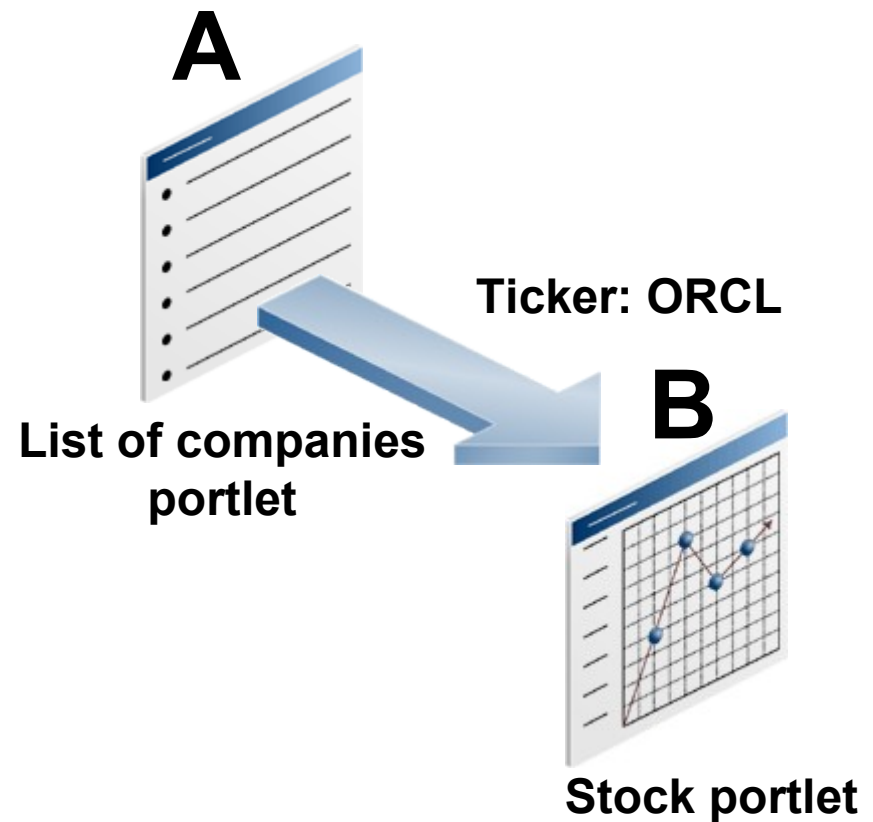 A
Ticker: ORCL
B
List of companies
portlet
Stock portlet